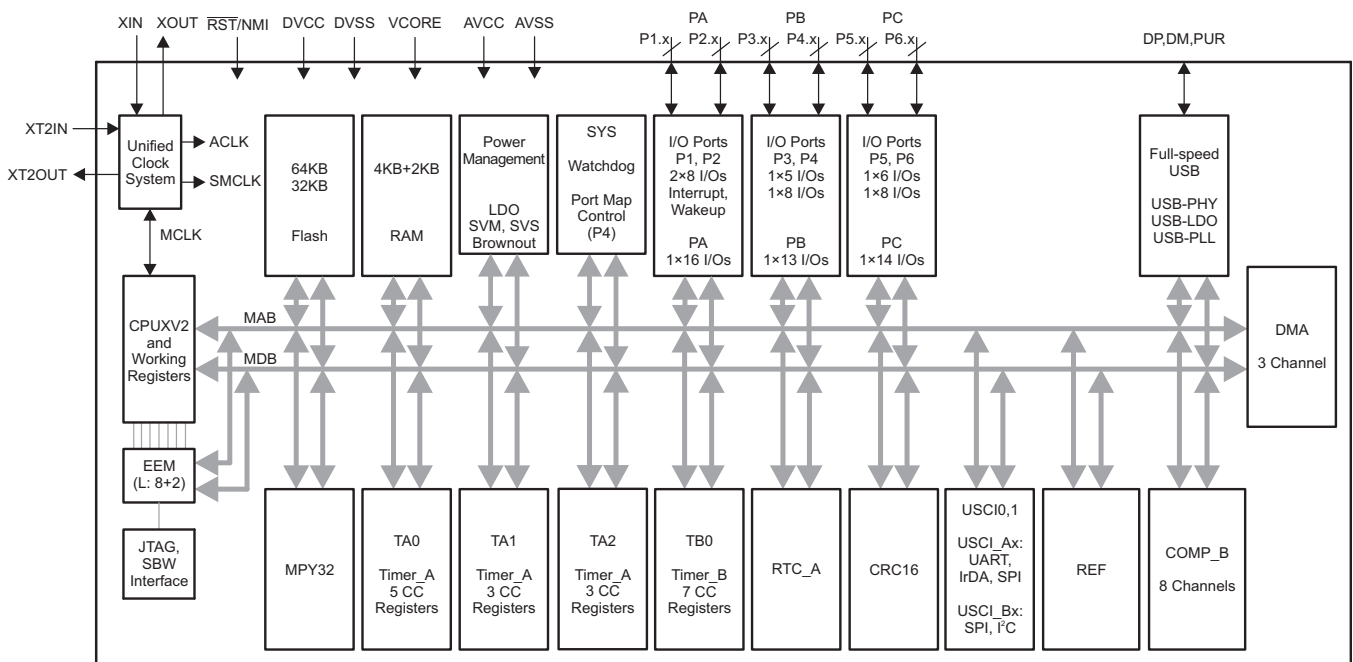 XIN
XOUT
RST/NMI
DVCC
DVSS
VCORE
AVCC
AVSS
PA
P1.x
P2.x
PB
P3.x
P4.x
PC
P5.x
P6.x
DP,DM,PUR
XT2IN
XT2OUT
Unified
Clock
System
ACLK
SMCLK
MCLK
64KB
32KB
Flash
4KB+2KB
RAM
Power
Management
LDO
SVM, SVS
Brownout
SYS
Watchdog
Port Map
Control
(P4)
I/O Ports
P1, P2
2×8 I/Os
Interrupt,
Wakeup
PA
1×16 I/Os
I/O Ports
P3, P4
1×5 I/Os
1×8 I/Os
PB
1×13 I/Os
I/O Ports
P5, P6
1×6 I/Os
1×8 I/Os
PC
1×14 I/Os
Full-speed
USB
USB-PHY
USB-LDO
USB-PLL
CPUXV2
and
Working
Registers
MAB
MDB
DMA
3 Channel
EEM
(L: 8+2)
JTAG,
SBW
Interface
MPY32
TA0
Timer_A
5 CC
Registers
TA1
Timer_A
3 CC
Registers
TA2
Timer_A
3 CC
Registers
TB0
Timer_B
7 CC
Registers
RTC_A
CRC16
USCI0,1
USCI_Ax:
UART,
IrDA, SPI
USCI_Bx:
SPI, I²C
REF
COMP_B
8 Channels